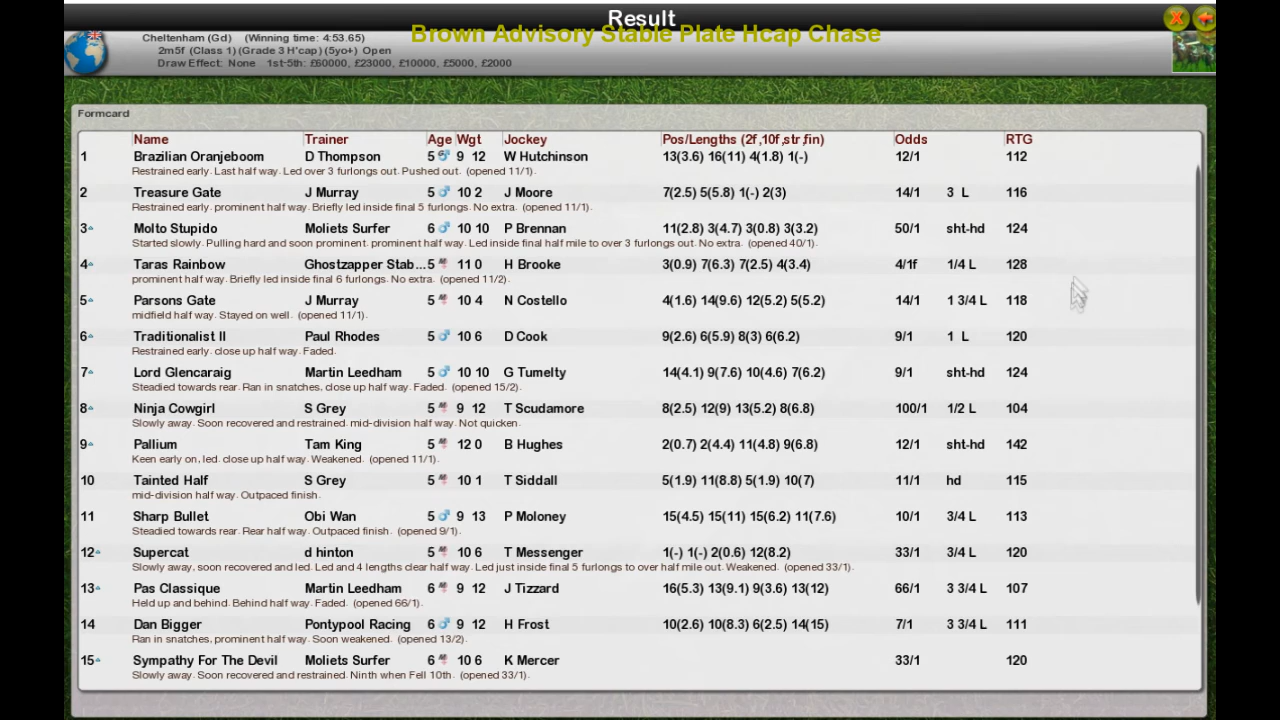 Result
Brown Advisory Stable Plate Hcap Chase
Cheltenham (Gd) (Winning time: 4:53.65)
2m5f (Class 1) (Grade 3 H'cap) (5yo+) Open
Draw Effect: None 1st-5th: £60000, £23000, £10000, £5000, £2000
Formcard
Name Trainer Age Wgt Jockey Pos/Lengths (2f,10f,str,fin) Odds RTG
1 Brazilian Oranjeboom D Thompson 5 9 12 W Hutchinson 13(3.6) 16(11) 4(1.8) 1(-) 12/1 112
Restrained early. Last half way. Led over 3 furlongs out. Pushed out. (opened 11/1).
2 Treasure Gate J Murray 5 10 2 J Moore 7(2.5) 5(5.8) 1(-) 2(3) 14/1 3 L 116
Restrained early. prominent half way. Briefly led inside final 5 furlongs. No extra. (opened 11/1).
3 Molto Stupido Moliets Surfer 6 10 10 P Brennan 11(2.8) 3(4.7) 3(0.8) 3(3.2) 50/1 sht-hd 124
Started slowly. Pulling hard and soon prominent. prominent half way. Led inside final half mile to over 3 furlongs out. No extra. (opened 40/1).
4 Taras Rainbow Ghostzapper Stab... 5 11 0 H Brooke 3(0.9) 7(6.3) 7(2.5) 4(3.4) 4/1f 1/4 L 128
prominent half way. Briefly led inside final 6 furlongs. No extra. (opened 11/2).
5 Parsons Gate J Murray 5 10 4 N Costello 4(1.6) 14(9.6) 12(5.2) 5(5.2) 14/1 1 3/4 L 118
midfield half way. Stayed on well. (opened 11/1).
6 Traditionalist II Paul Rhodes 5 10 6 D Cook 9(2.6) 6(5.9) 8(3) 6(6.2) 9/1 1 L 120
Restrained early. close up half way. Faded.
7 Lord Glencaraig Martin Leedham 5 10 10 G Tumelty 14(4.1) 9(7.6) 10(4.6) 7(6.2) 9/1 sht-hd 124
Steadied towards rear. Ran in snatches, close up half way. Faded. (opened 15/2).
8 Ninja Cowgirl S Grey 5 9 12 T Scudamore 8(2.5) 12(9) 13(5.2) 8(6.8) 100/1 1/2 L 104
Slowly away. Soon recovered and restrained. mid-division half way. Not quicken.
9 Pallium Tam King 5 12 0 B Hughes 2(0.7) 2(4.4) 11(4.8) 9(6.8) 12/1 sht-hd 142
Keen early on, led. close up half way. Weakened. (opened 11/1).
10 Tainted Half S Grey 5 10 1 T Siddall 5(1.9) 11(8.8) 5(1.9) 10(7) 11/1 hd 115
mid-division half way. Outpaced finish.
11 Sharp Bullet Obi Wan 5 9 13 P Moloney 15(4.5) 15(11) 15(6.2) 11(7.6) 10/1 3/4 L 113
Steadied towards rear. Rear half way. Outpaced finish. (opened 9/1).
12 Supercat d hinton 5 10 6 T Messenger 1(-) 1(-) 2(0.6) 12(8.2) 33/1 3/4 L 120
Slowly away, soon recovered and led. Led and 4 lengths clear half way. Led just inside final 5 furlongs to over half mile out. Weakened. (opened 33/1).
13 Pas Classique Martin Leedham 6 9 12 J Tizzard 16(5.3) 13(9.1) 9(3.6) 13(12) 66/1 3 3/4 L 107
Held up and behind. Behind half way. Faded. (opened 66/1).
14 Dan Bigger Pontypool Racing 6 9 12 H Frost 10(2.6) 10(8.3) 6(2.5) 14(15) 7/1 3 3/4 L 111
Ran in snatches, prominent half way. Soon weakened. (opened 13/2).
15 Sympathy For The Devil Moliets Surfer 6 10 6 K Mercer 33/1 120
Slowly away. Soon recovered and restrained. Ninth when Fell 10th. (opened 33/1).